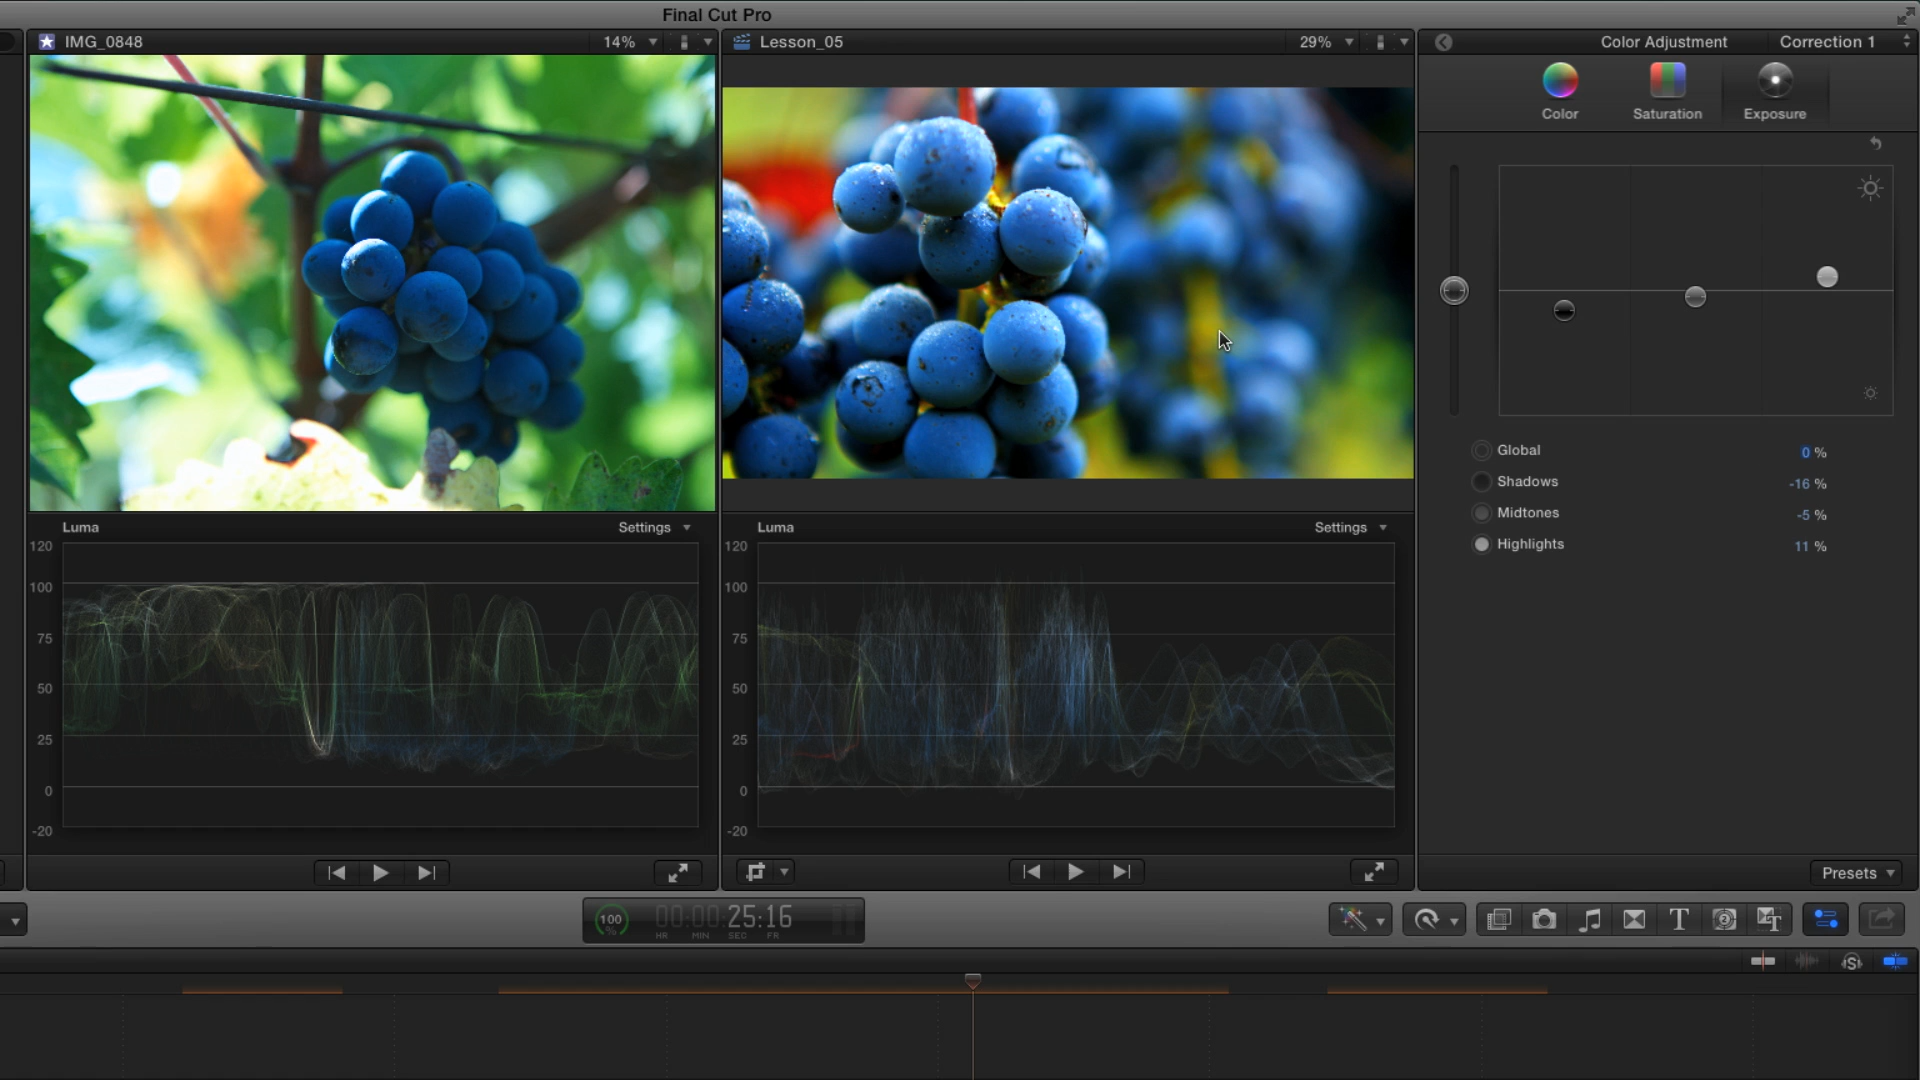 Final Cut Pro
IMG_0848 14%
Lesson_05 29%
Color Adjustment Correction 1
Color Saturation Exposure
Global 0 %
Shadows -16 %
Midtones -5 %
Highlights 11 %
Luma Settings
120
100
75
50
25
0
-20
Luma Settings
120
100
75
50
25
0
-20
Presets
100 %
00:00:25:16
HR MIN SEC FR